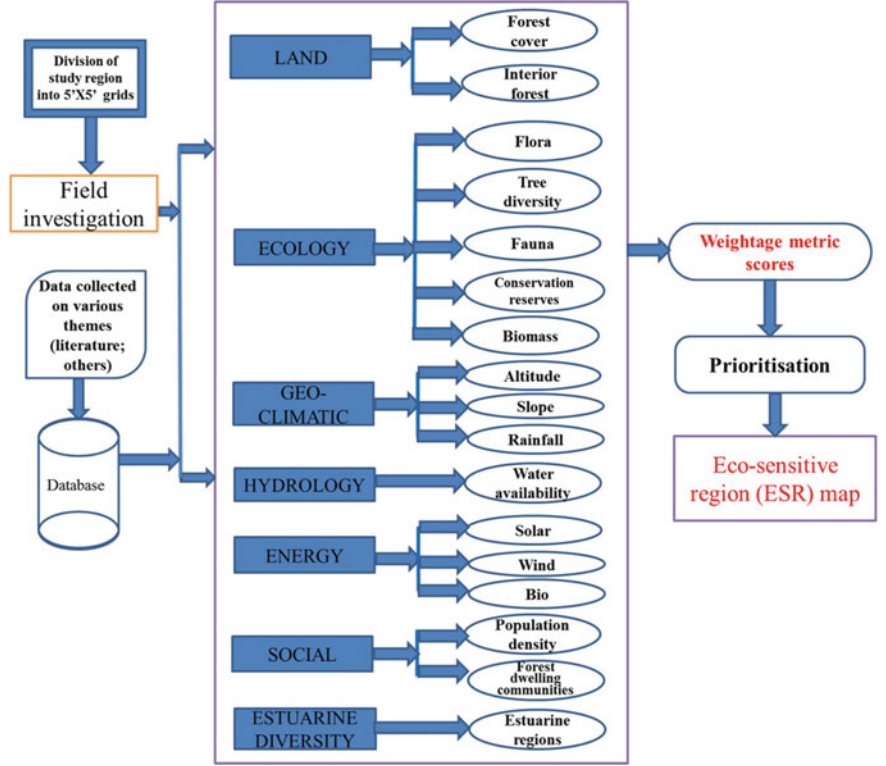 Division of
study region
into 5'X5' grids
Field
investigation
Data collected
on various
themes
(literature;
others)
Database
LAND
Forest
cover
Interior
forest
ECOLOGY
Flora
Tree
diversity
Fauna
Conservation
reserves
Biomass
GEO-
CLIMATIC
Altitude
Slope
Rainfall
HYDROLOGY
Water
availability
ENERGY
Solar
Wind
Bio
SOCIAL
Population
density
Forest
dwelling
communities
ESTUARINE
DIVERSITY
Estuarine
regions
Weightage metric
scores
Prioritisation
Eco-sensitive
region (ESR) map